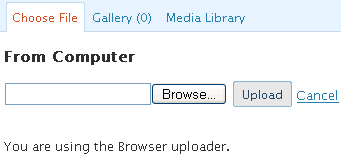 Choose File Gallery (0) Media Library
From Computer
Browse... Upload Cancel
You are using the Browser uploader.